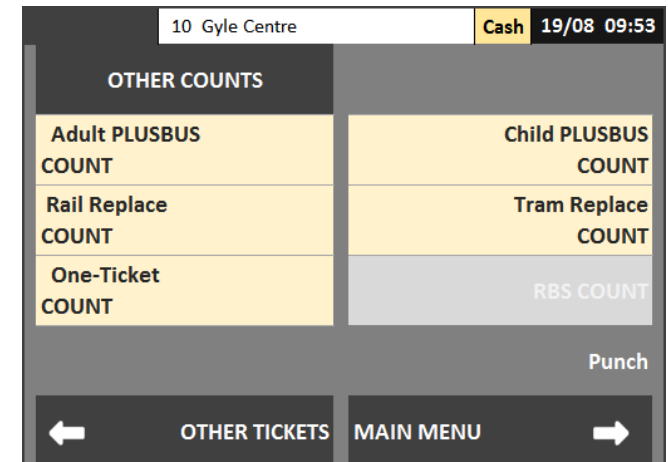 10 Gyle Centre Cash 19/08 09:53
OTHER COUNTS
Adult PLUSBUS
COUNT
Child PLUSBUS
COUNT
Rail Replace
COUNT
Tram Replace
COUNT
One-Ticket
COUNT
RBS COUNT
Punch
OTHER TICKETS
MAIN MENU